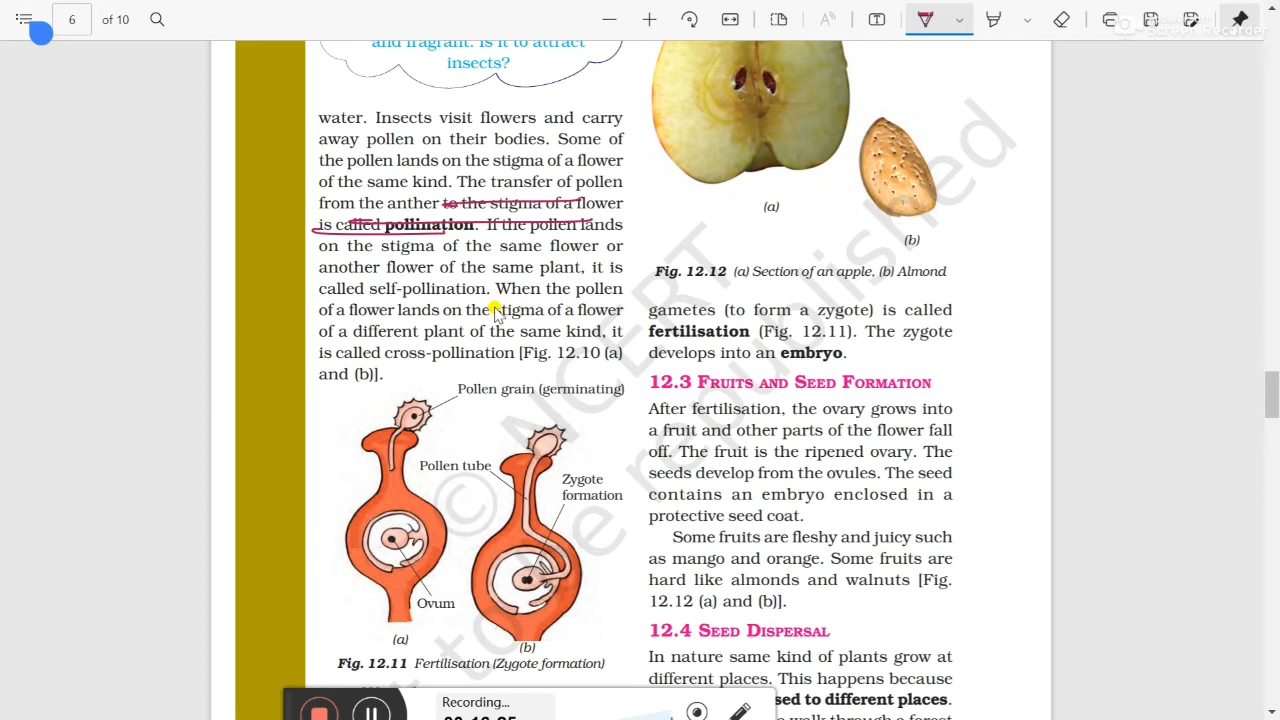 6 of 10
and fragrant. Is it to attract
insects?
water. Insects visit flowers and carry
away pollen on their bodies. Some of
the pollen lands on the stigma of a flower
of the same kind. The transfer of pollen
from the anther to the stigma of a flower
is called pollination. If the pollen lands
on the stigma of the same flower or
another flower of the same plant, it is
called self-pollination. When the pollen
of a flower lands on the stigma of a flower
of a different plant of the same kind, it
is called cross-pollination [Fig. 12.10 (a)
and (b)].
Pollen grain (germinating)
Pollen tube
Zygote
formation
Ovum
(a)
(b)
Fig. 12.11 Fertilisation (Zygote formation)
(a)
(b)
Fig. 12.12 (a) Section of an apple, (b) Almond
gametes (to form a zygote) is called
fertilisation (Fig. 12.11). The zygote
develops into an embryo.
12.3 FRUITS AND SEED FORMATION
After fertilisation, the ovary grows into
a fruit and other parts of the flower fall
off. The fruit is the ripened ovary. The
seeds develop from the ovules. The seed
contains an embryo enclosed in a
protective seed coat.
Some fruits are fleshy and juicy such
as mango and orange. Some fruits are
hard like almonds and walnuts [Fig.
12.12 (a) and (b)].
12.4 SEED DISPERSAL
In nature same kind of plants grow at
different places. This happens because
sed to different places.
walk through a forest
© NCERT
to be republished
Recording...